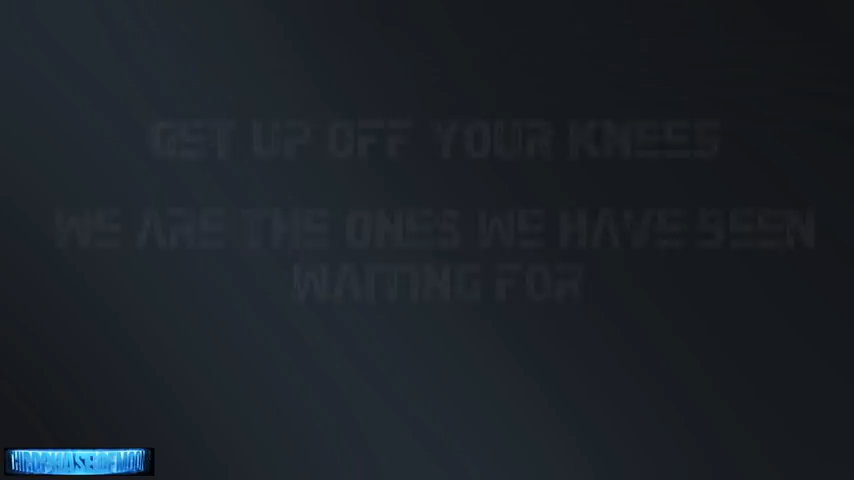 GET UP OFF YOUR KNEES
WE ARE THE ONES WE HAVE BEEN
WAITING FOR